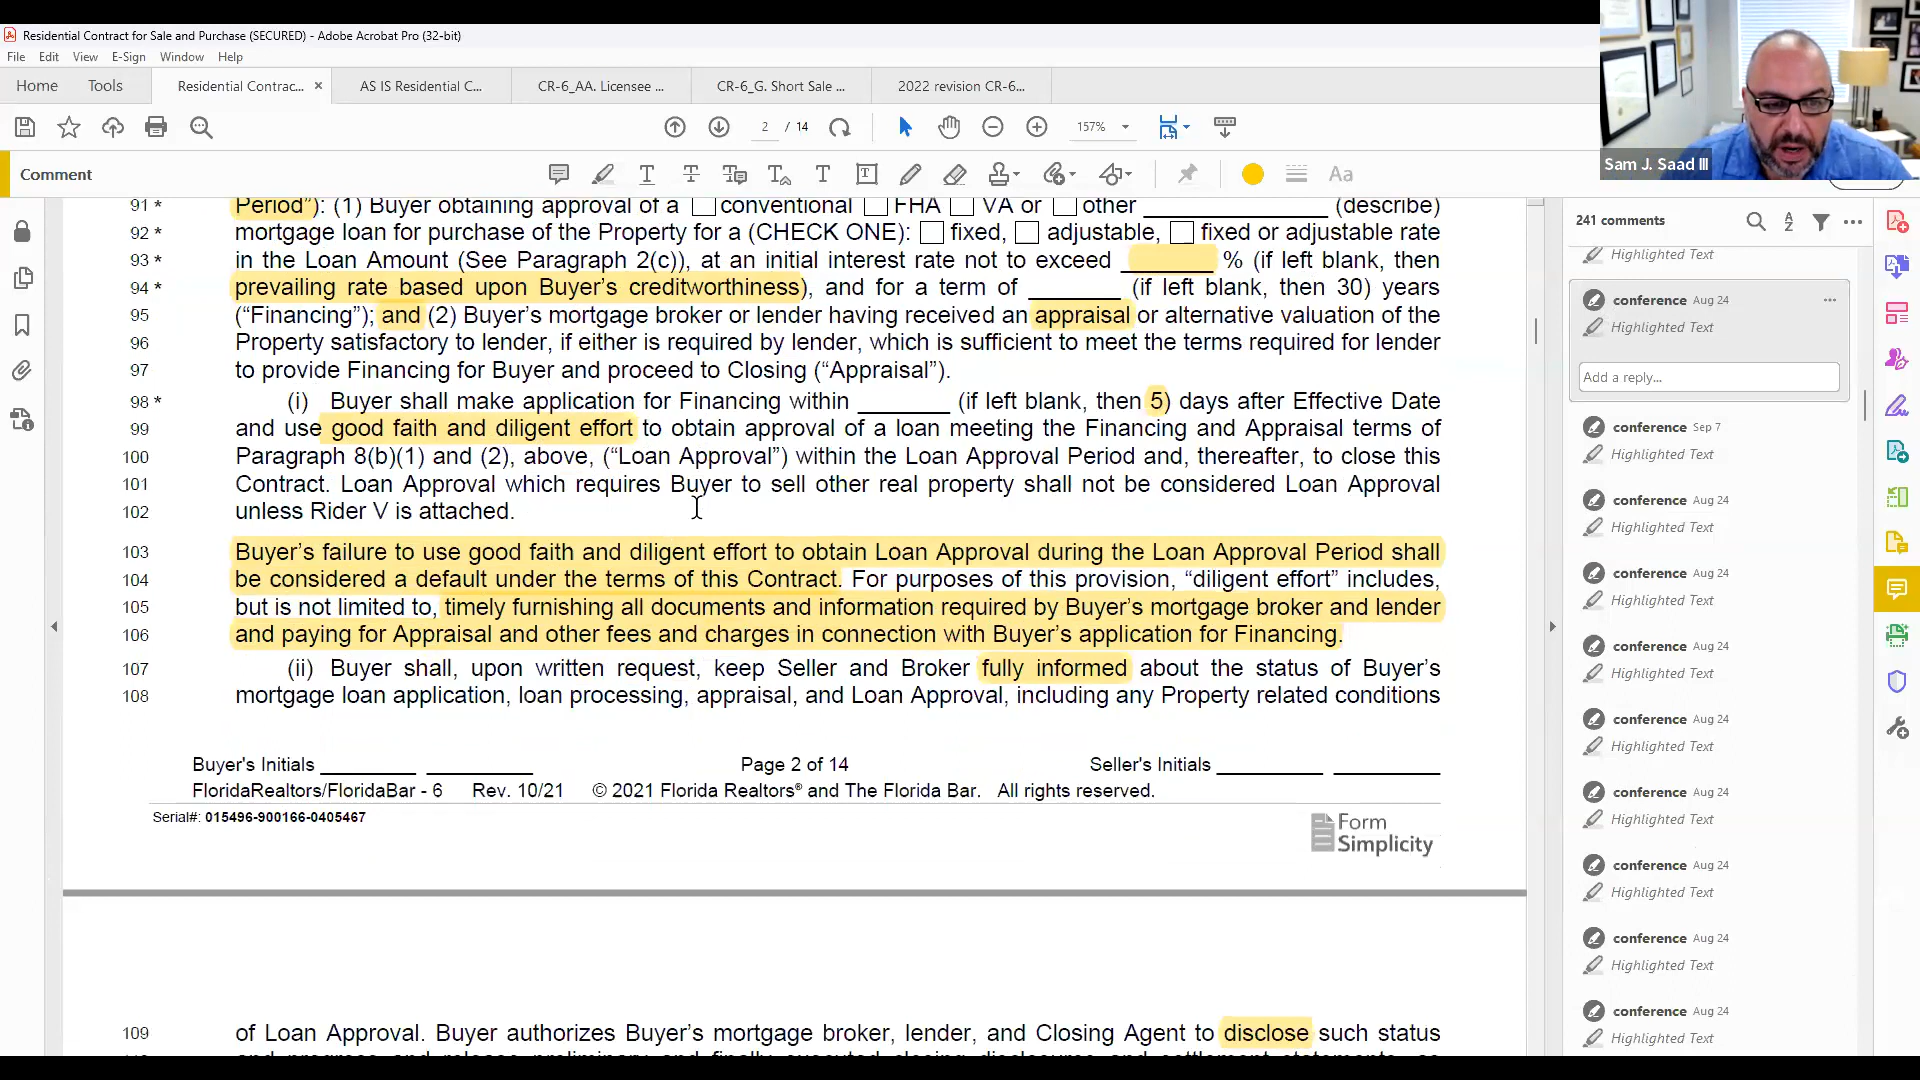 Residential Contract for Sale and Purchase (SECURED) - Adobe Acrobat Pro (32-bit)
File Edit View E-Sign Window Help
Home Tools Residential Contrac... × AS IS Residential C... CR-6_AA. Licensee ... CR-6_G. Short Sale ... 2022 revision CR-6...
2 / 14 157%
Comment
Sam J. Saad III
241 comments
91 * Period”): (1) Buyer obtaining approval of a conventional FHA VA or other ______________ (describe)
92 * mortgage loan for purchase of the Property for a (CHECK ONE): fixed, adjustable, fixed or adjustable rate
93 * in the Loan Amount (See Paragraph 2(c)), at an initial interest rate not to exceed _______ % (if left blank, then
94 * prevailing rate based upon Buyer’s creditworthiness), and for a term of _______ (if left blank, then 30) years
95 (“Financing”); and (2) Buyer’s mortgage broker or lender having received an appraisal or alternative valuation of the
96 Property satisfactory to lender, if either is required by lender, which is sufficient to meet the terms required for lender
97 to provide Financing for Buyer and proceed to Closing (“Appraisal”).
98 * (i) Buyer shall make application for Financing within _______ (if left blank, then 5) days after Effective Date
99 and use good faith and diligent effort to obtain approval of a loan meeting the Financing and Appraisal terms of
100 Paragraph 8(b)(1) and (2), above, (“Loan Approval”) within the Loan Approval Period and, thereafter, to close this
101 Contract. Loan Approval which requires Buyer to sell other real property shall not be considered Loan Approval
102 unless Rider V is attached.
103 Buyer’s failure to use good faith and diligent effort to obtain Loan Approval during the Loan Approval Period shall
104 be considered a default under the terms of this Contract. For purposes of this provision, “diligent effort” includes,
105 but is not limited to, timely furnishing all documents and information required by Buyer’s mortgage broker and lender
106 and paying for Appraisal and other fees and charges in connection with Buyer’s application for Financing.
107 (ii) Buyer shall, upon written request, keep Seller and Broker fully informed about the status of Buyer’s
108 mortgage loan application, loan processing, appraisal, and Loan Approval, including any Property related conditions
Buyer's Initials ________ ________ Page 2 of 14 Seller's Initials ________ ________
FloridaRealtors/FloridaBar - 6 Rev. 10/21 © 2021 Florida Realtors® and The Florida Bar. All rights reserved.
Serial#: 015496-900166-0405467
Form
Simplicity
109 of Loan Approval. Buyer authorizes Buyer’s mortgage broker, lender, and Closing Agent to disclose such status
Highlighted Text
conference Aug 24
Highlighted Text
Add a reply...
conference Sep 7
Highlighted Text
conference Aug 24
Highlighted Text
conference Aug 24
Highlighted Text
conference Aug 24
Highlighted Text
conference Aug 24
Highlighted Text
conference Aug 24
Highlighted Text
conference Aug 24
Highlighted Text
conference Aug 24
Highlighted Text
conference Aug 24
Highlighted Text